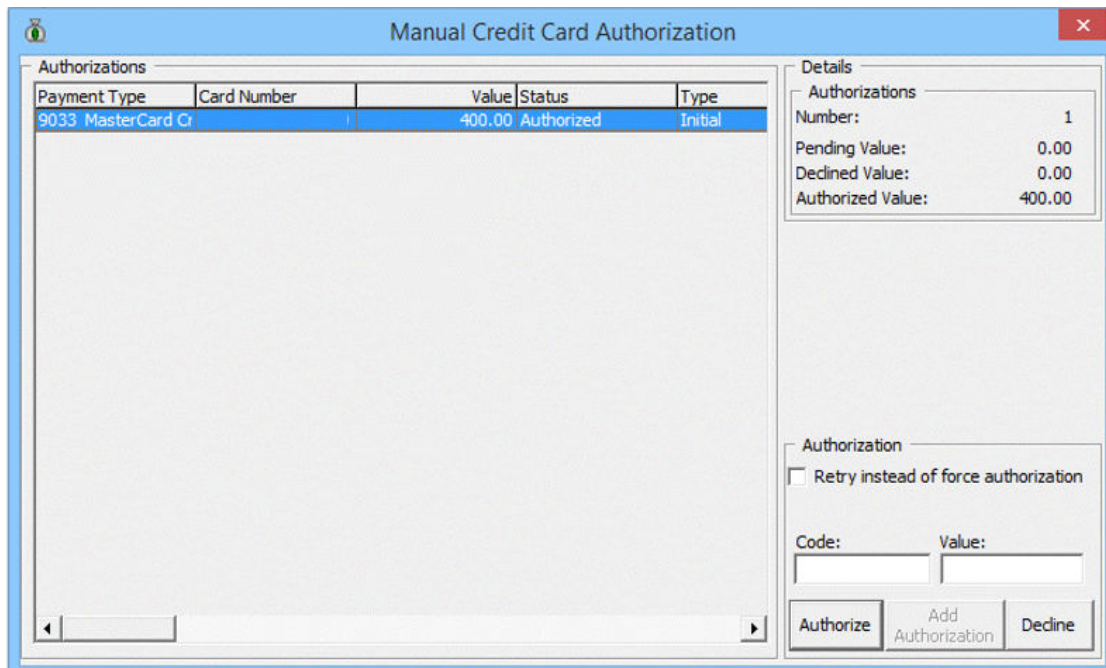 Manual Credit Card Authorization
Authorizations
Payment Type Card Number Value Status Type
9033 MasterCard Cr 400.00 Authorized Initial
Details
Authorizations
Number: 1
Pending Value: 0.00
Declined Value: 0.00
Authorized Value: 400.00
Authorization
Retry instead of force authorization
Code: Value:
Authorize Add Authorization Decline